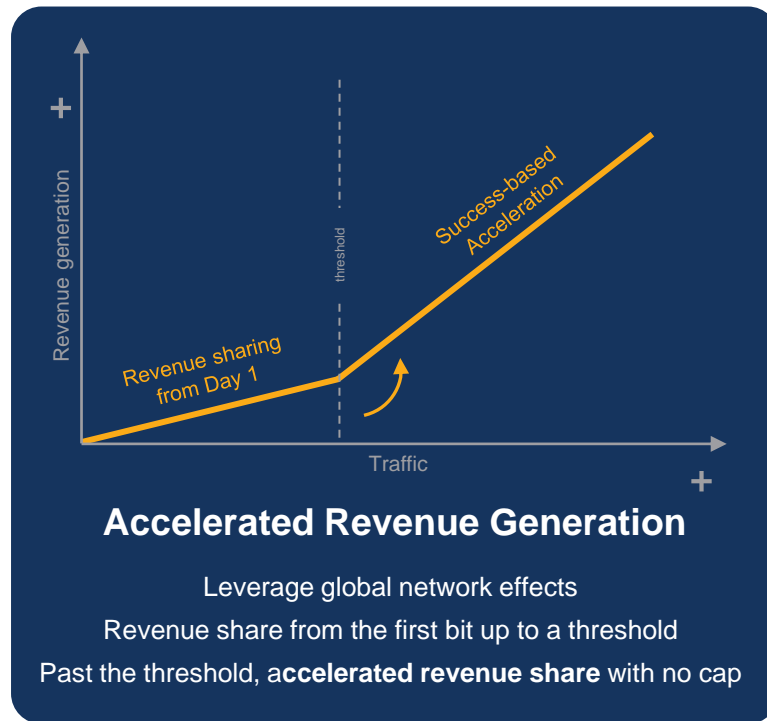 +
Revenue generation
threshold
Success-based
Acceleration
Revenue sharing
from Day 1
Traffic
+
Accelerated Revenue Generation
Leverage global network effects
Revenue share from the first bit up to a threshold
Past the threshold, accelerated revenue share with no cap